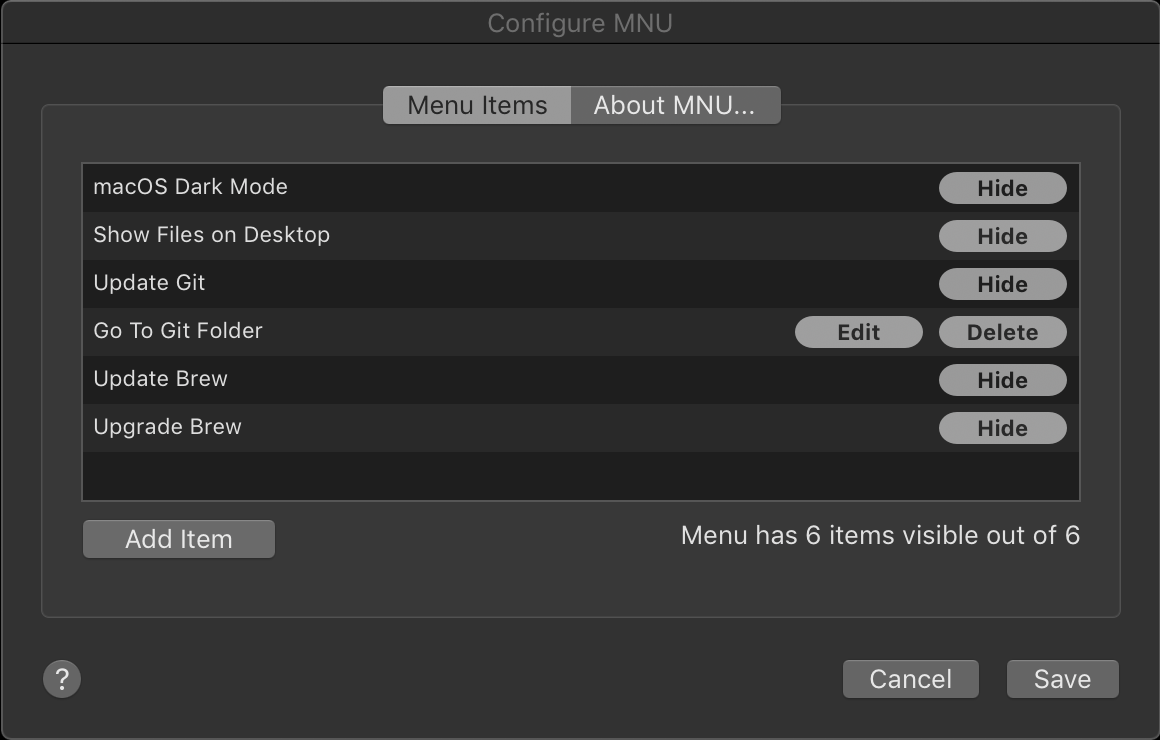 Configure MNU
Menu Items About MNU...
macOS Dark Mode Hide
Show Files on Desktop Hide
Update Git Hide
Go To Git Folder Edit Delete
Update Brew Hide
Upgrade Brew Hide
Add Item Menu has 6 items visible out of 6
? Cancel Save